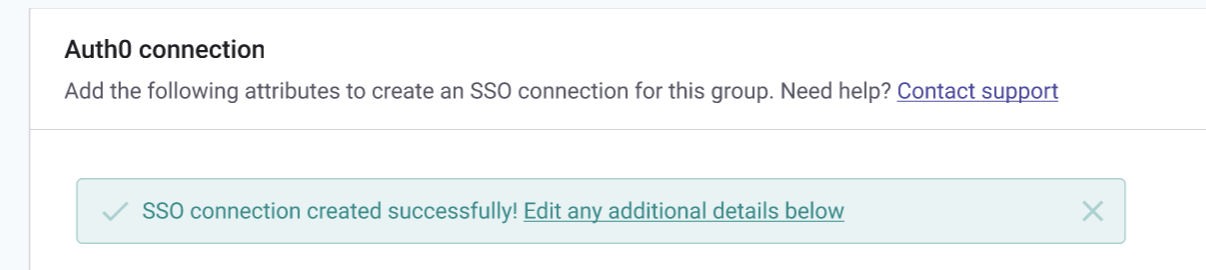 Auth0 connection
Add the following attributes to create an SSO connection for this group. Need help? Contact support
SSO connection created successfully! Edit any additional details below